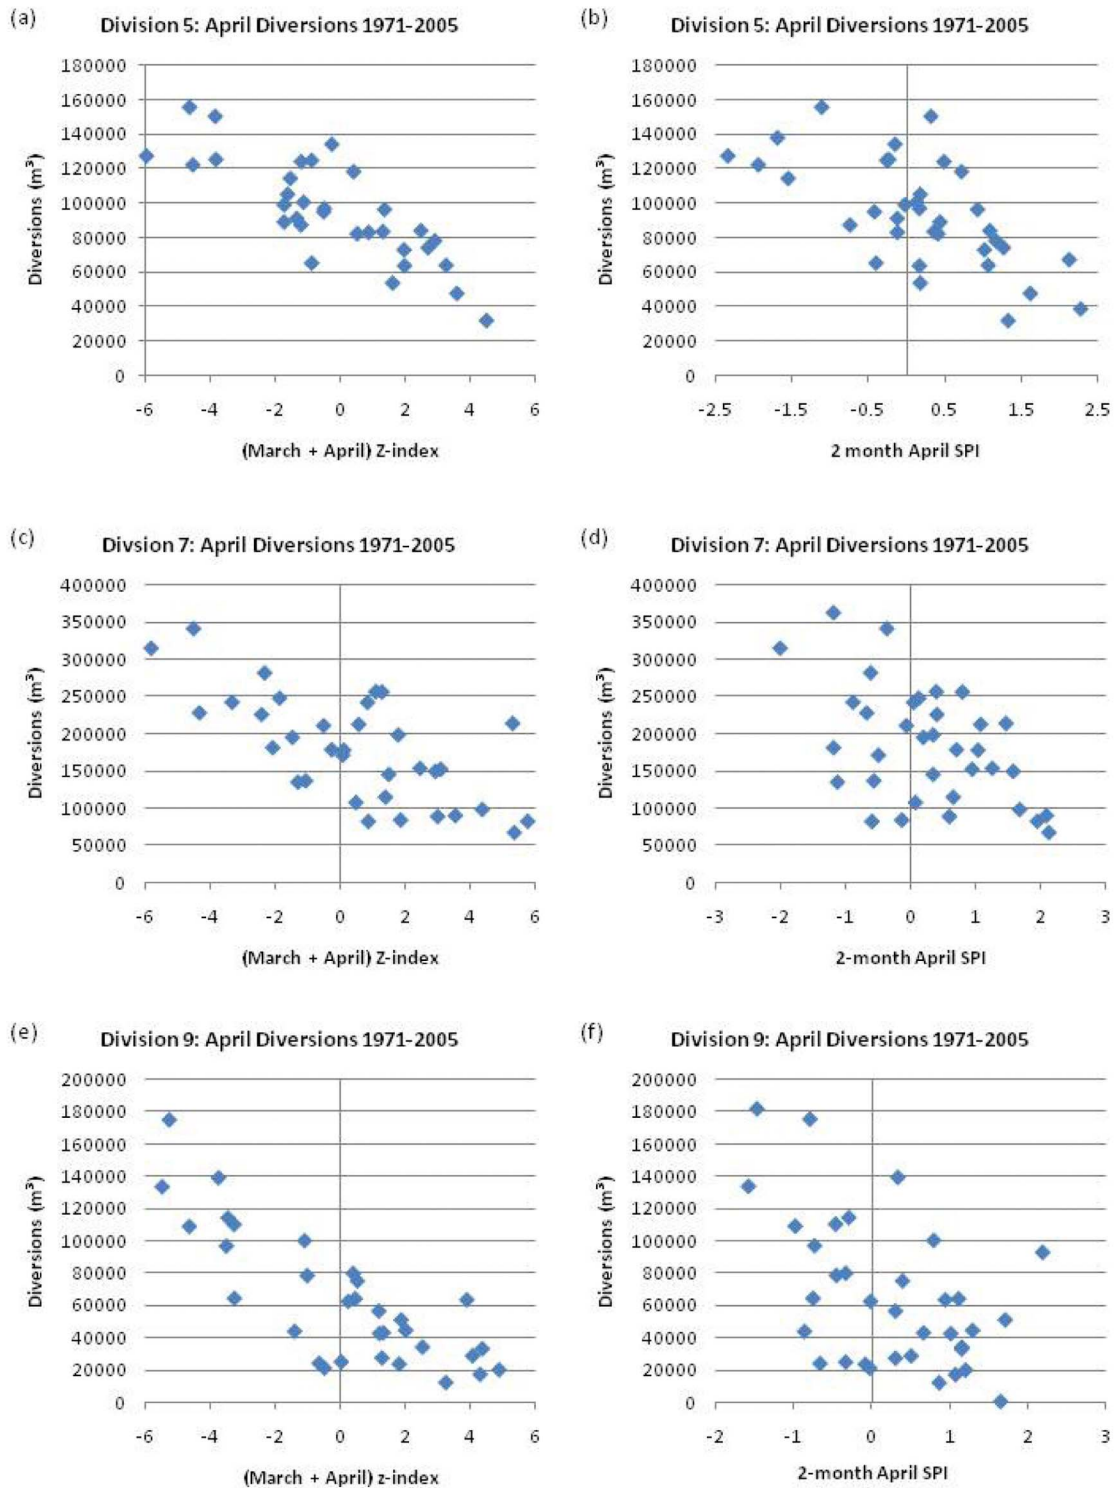 (a)
Division 5: April Diversions 1971-2005
Diversions (m³)
180000
160000
140000
120000
100000
80000
60000
40000
20000
0
-6 -4 -2 0 2 4 6
(March + April) Z-index
(b)
Division 5: April Diversions 1971-2005
Diversions (m³)
180000
160000
140000
120000
100000
80000
60000
40000
20000
0
-2.5 -1.5 -0.5 0.5 1.5 2.5
2 month April SPI
(c)
Divsion 7: April Diversions 1971-2005
Diversions (m³)
400000
350000
300000
250000
200000
150000
100000
50000
0
-6 -4 -2 0 2 4 6
(March + April) Z-index
(d)
Division 7: April Diversions 1971-2005
Diversions (m³)
400000
350000
300000
250000
200000
150000
100000
50000
0
-3 -2 -1 0 1 2 3
2-month April SPI
(e)
Division 9: April Diversions 1971-2005
Diversions (m³)
200000
180000
160000
140000
120000
100000
80000
60000
40000
20000
0
-6 -4 -2 0 2 4 6
(March + April) z-index
(f)
Division 9: April Diversions 1971-2005
Diversions (m³)
200000
180000
160000
140000
120000
100000
80000
60000
40000
20000
0
-2 -1 0 1 2 3
2-month April SPI